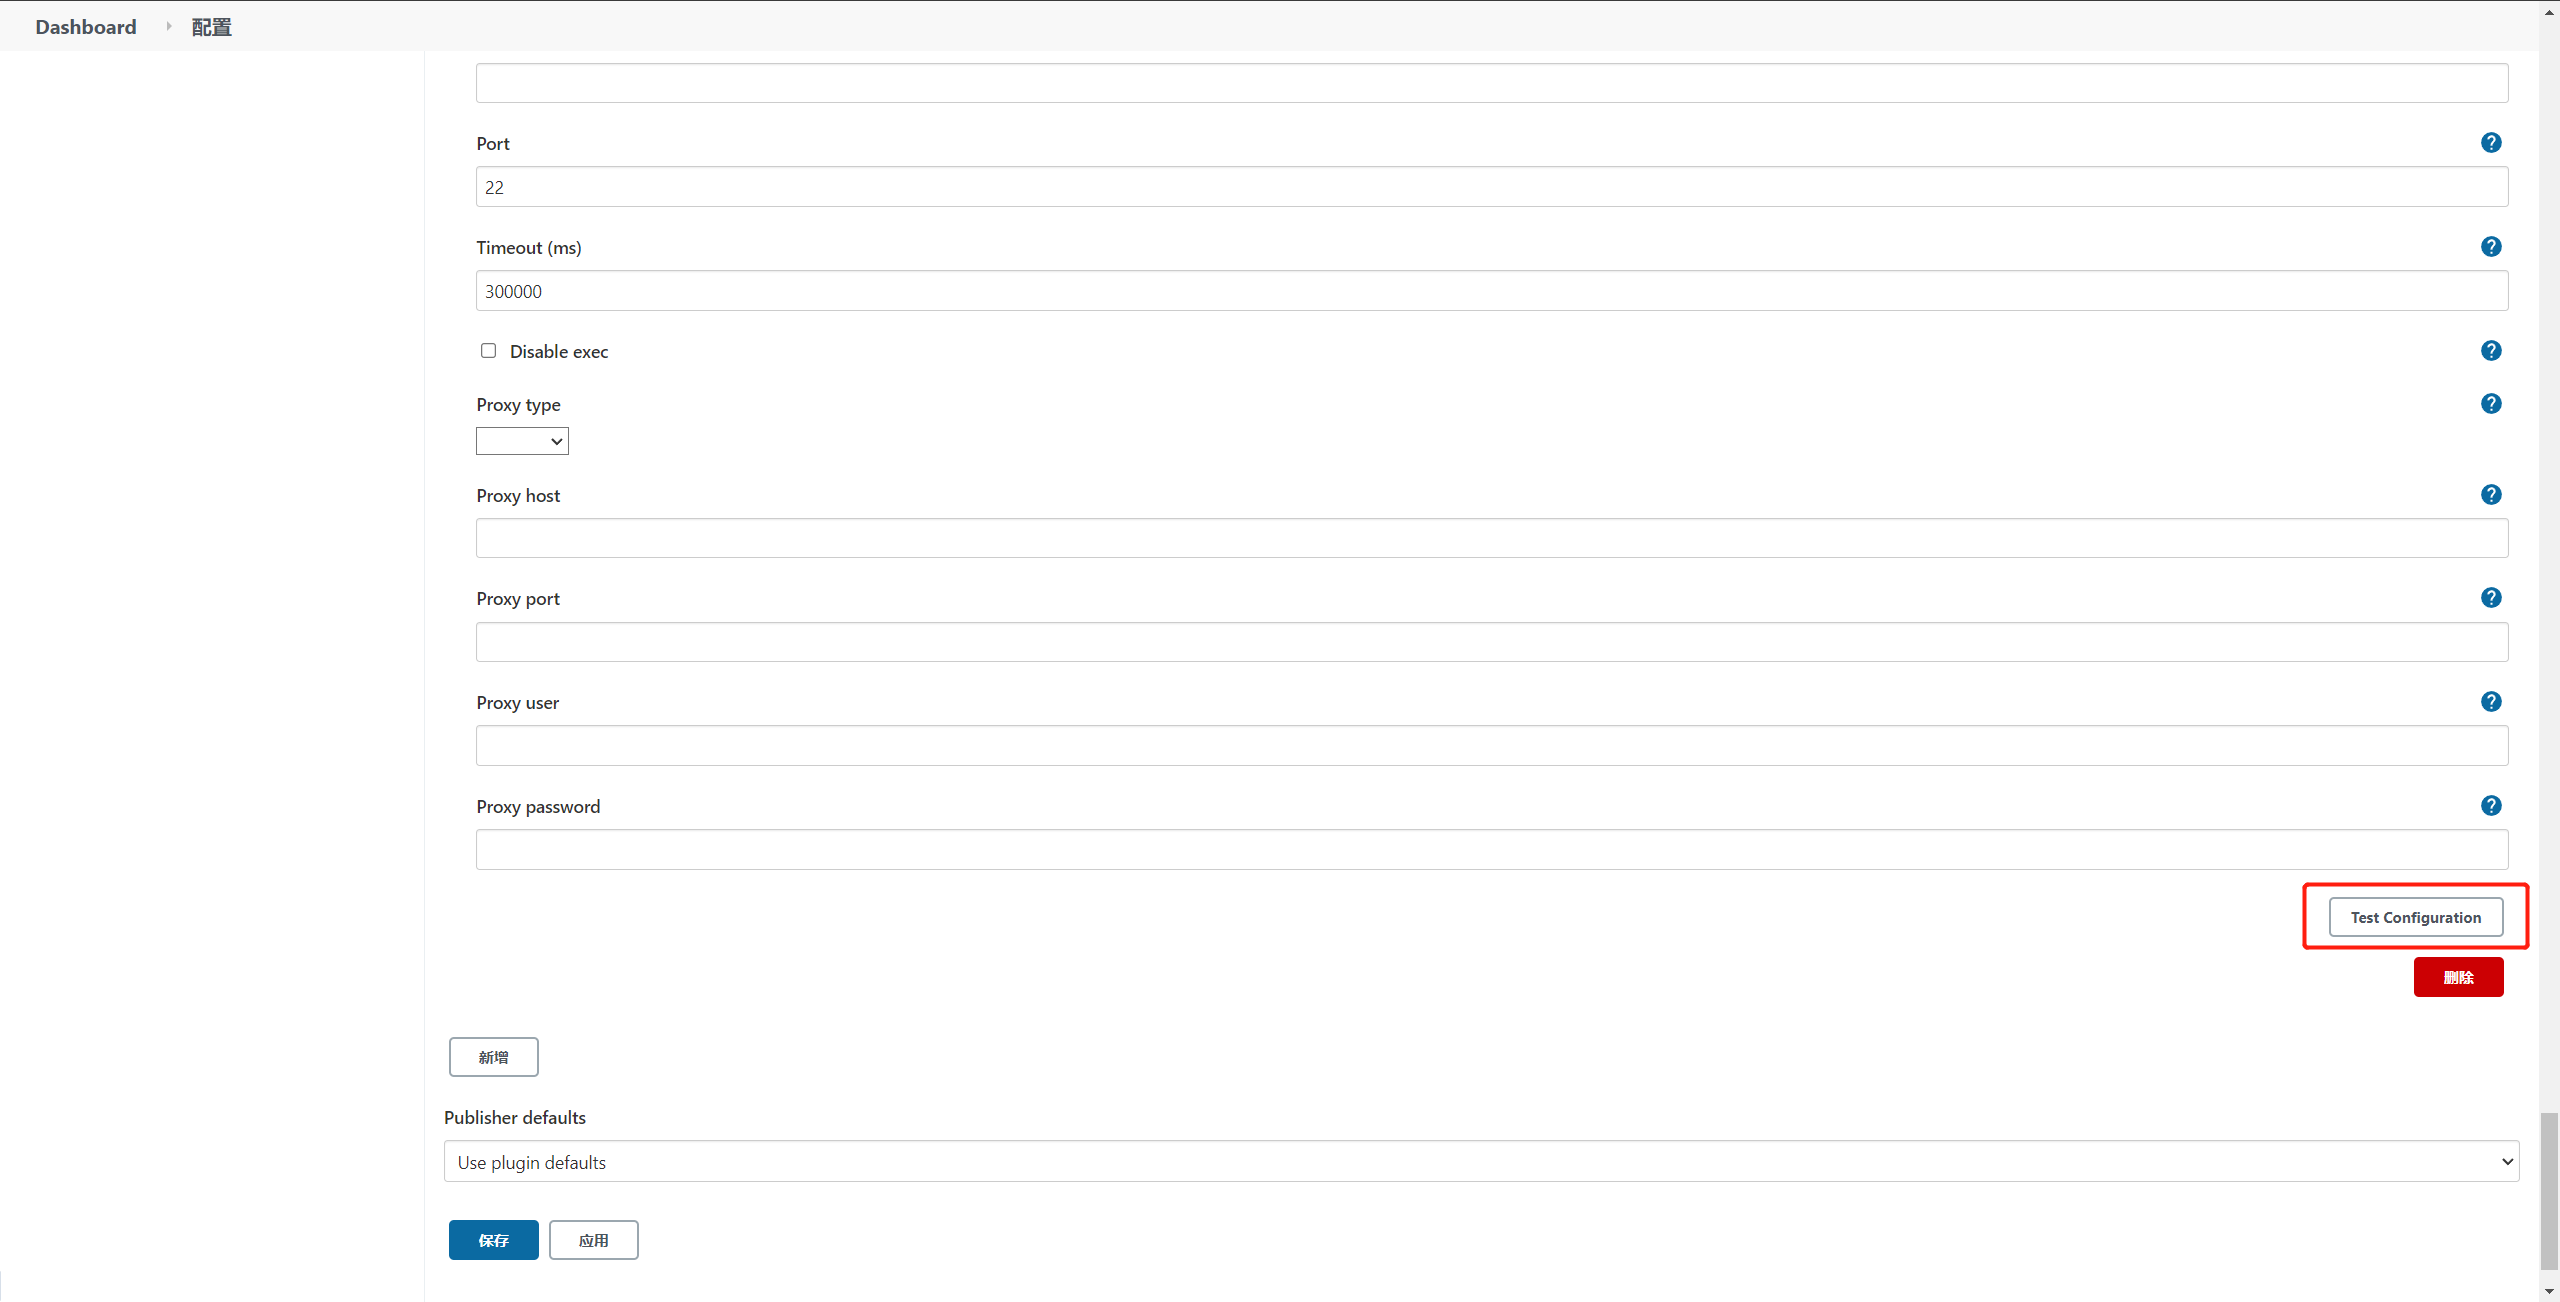 Dashboard 配置
Port
22
Timeout (ms)
300000
Disable exec
Proxy type
Proxy host
Proxy port
Proxy user
Proxy password
Test Configuration
删除
新增
Publisher defaults
Use plugin defaults
保存 应用